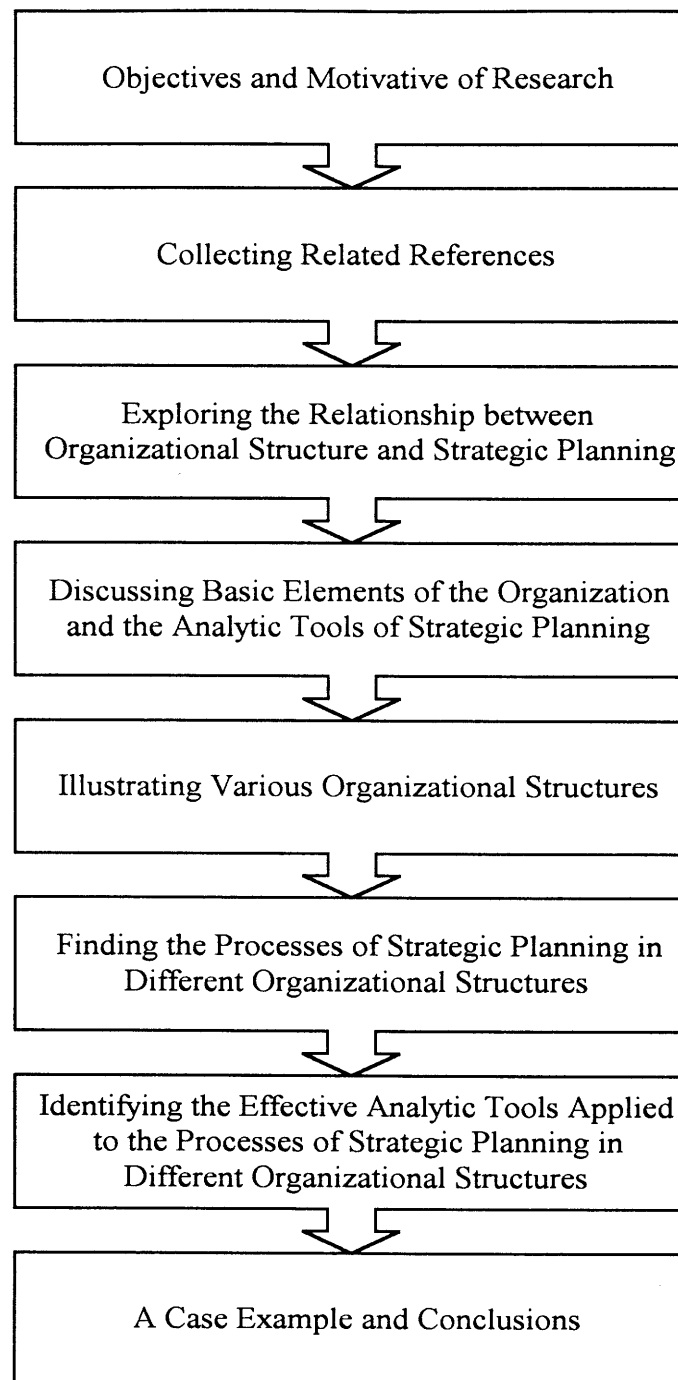 Objectives and Motivative of Research
Collecting Related References
Exploring the Relationship between
Organizational Structure and Strategic Planning
Discussing Basic Elements of the Organization
and the Analytic Tools of Strategic Planning
Illustrating Various Organizational Structures
Finding the Processes of Strategic Planning in
Different Organizational Structures
Identifying the Effective Analytic Tools Applied
to the Processes of Strategic Planning in
Different Organizational Structures
A Case Example and Conclusions